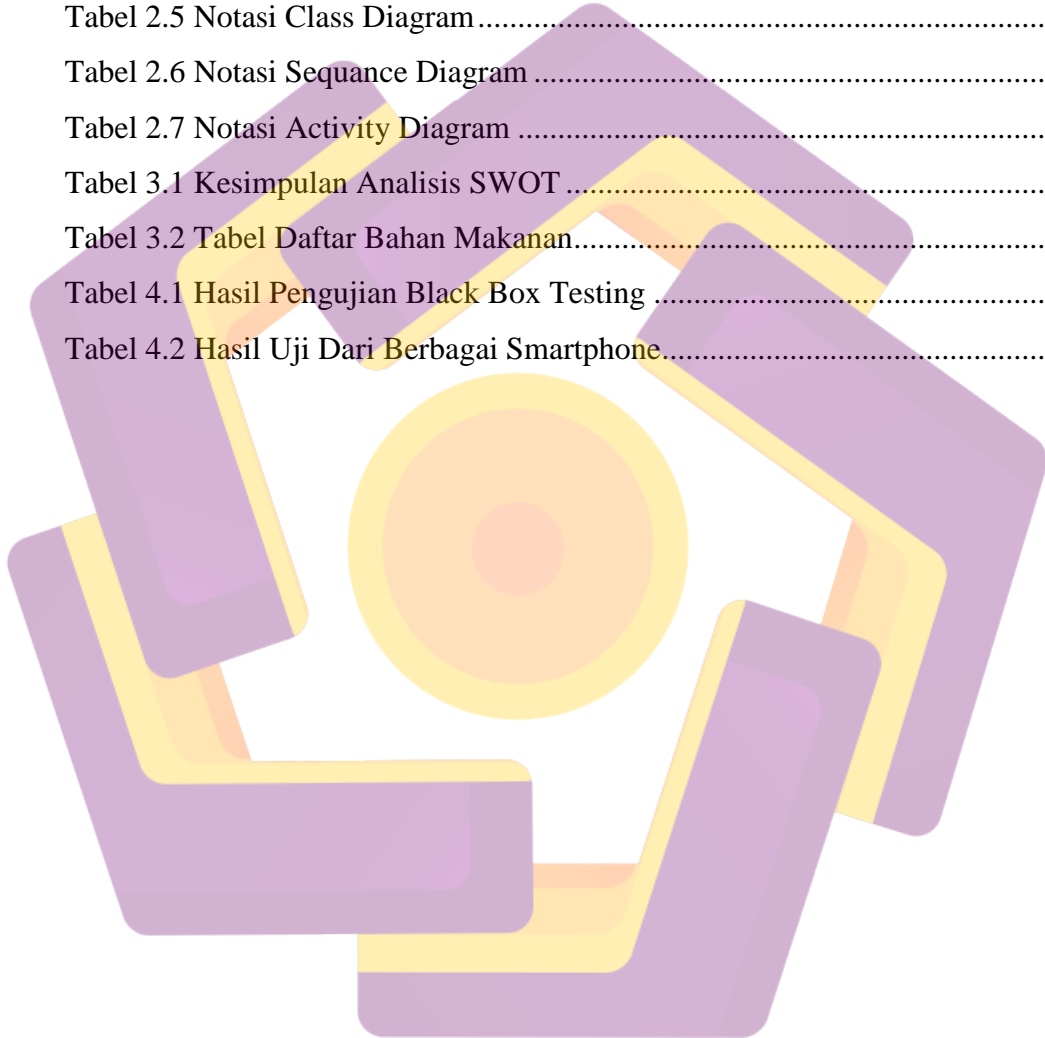 Tabel 2.5 Notasi Class Diagram.......................................................................
Tabel 2.6 Notasi Sequance Diagram ................................................................
Tabel 2.7 Notasi Activity Diagram ..................................................................
Tabel 3.1 Kesimpulan Analisis SWOT ............................................................
Tabel 3.2 Tabel Daftar Bahan Makanan...........................................................
Tabel 4.1 Hasil Pengujian Black Box Testing .................................................
Tabel 4.2 Hasil Uji Dari Berbagai Smartphone................................................